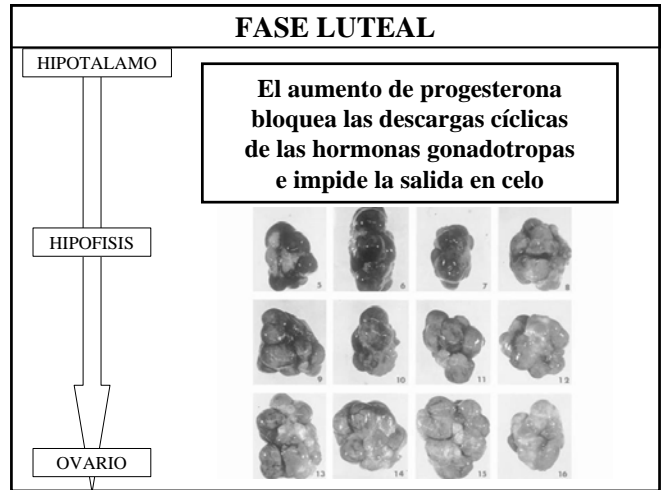 FASE LUTEAL
HIPOTALAMO
El aumento de progesterona
bloquea las descargas cíclicas
de las hormonas gonadotropas
e impide la salida en celo
HIPOFISIS
5 6 7 8
9 10 11 12
13 14 15 16
OVARIO